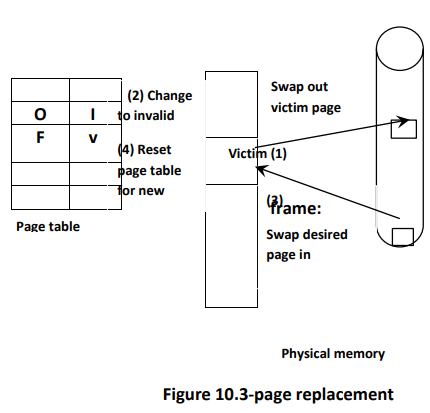 O I
F v
Page table
(2) Change
to invalid
(4) Reset
page table
for new
Victim (1)
Swap out
victim page
(3)
frame:
Swap desired
page in
Physical memory
Figure 10.3-page replacement